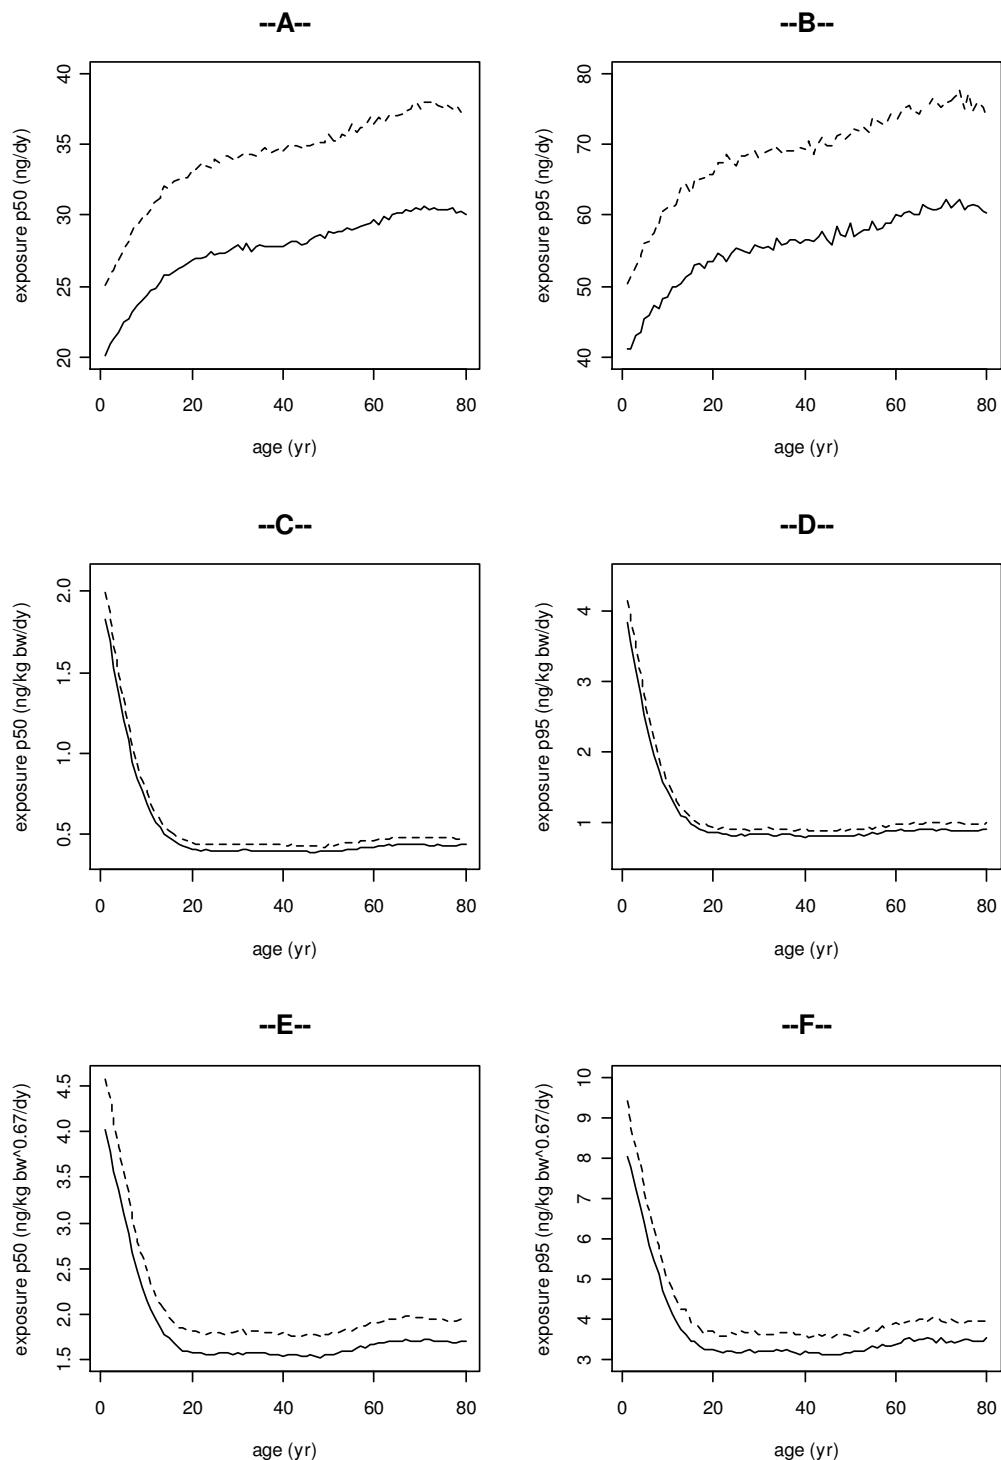 --A--
exposure p50 (ng/dy)
20 25 30 35 40
0 20 40 60 80
age (yr)
--B--
exposure p95 (ng/dy)
40 50 60 70 80
0 20 40 60 80
age (yr)
--C--
exposure p50 (ng/kg bw/dy)
0.5 1.0 1.5 2.0
0 20 40 60 80
age (yr)
--D--
exposure p95 (ng/kg bw/dy)
1 2 3 4
0 20 40 60 80
age (yr)
--E--
exposure p50 (ng/kg bw^0.67/dy)
1.5 2.0 2.5 3.0 3.5 4.0 4.5
0 20 40 60 80
age (yr)
--F--
exposure p95 (ng/kg bw^0.67/dy)
3 4 5 6 7 8 9 10
0 20 40 60 80
age (yr)